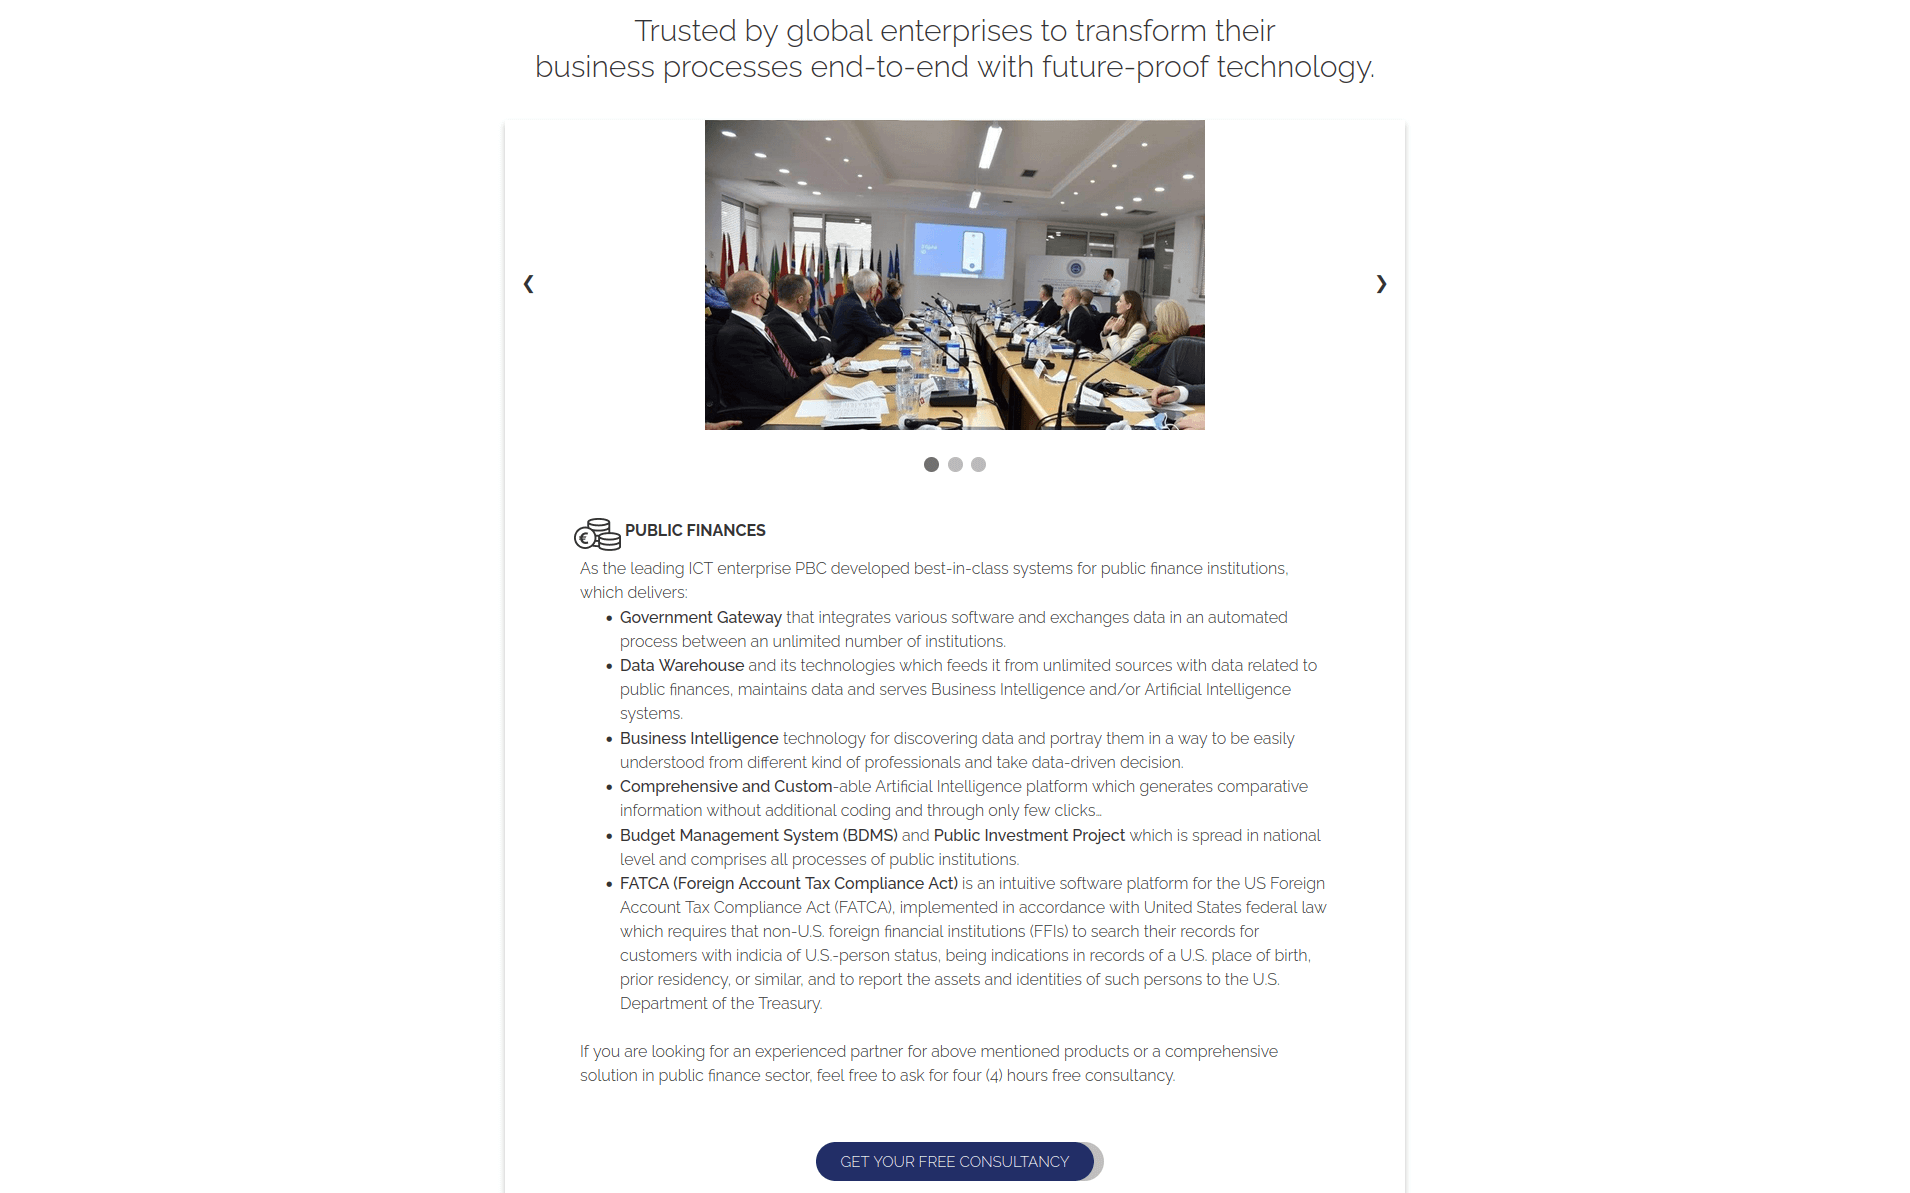 Trusted by global enterprises to transform their
business processes end-to-end with future-proof technology.
❮
❯
PUBLIC FINANCES
As the leading ICT enterprise PBC developed best-in-class systems for public finance institutions,
which delivers:
• Government Gateway that integrates various software and exchanges data in an automated
process between an unlimited number of institutions.
• Data Warehouse and its technologies which feeds it from unlimited sources with data related to
public finances, maintains data and serves Business Intelligence and/or Artificial Intelligence
systems.
• Business Intelligence technology for discovering data and portray them in a way to be easily
understood from different kind of professionals and take data-driven decision.
• Comprehensive and Custom-able Artificial Intelligence platform which generates comparative
information without additional coding and through only few clicks…
• Budget Management System (BDMS) and Public Investment Project which is spread in national
level and comprises all processes of public institutions.
• FATCA (Foreign Account Tax Compliance Act) is an intuitive software platform for the US Foreign
Account Tax Compliance Act (FATCA), implemented in accordance with United States federal law
which requires that non-U.S. foreign financial institutions (FFIs) to search their records for
customers with indicia of U.S.-person status, being indications in records of a U.S. place of birth,
prior residency, or similar, and to report the assets and identities of such persons to the U.S.
Department of the Treasury.
If you are looking for an experienced partner for above mentioned products or a comprehensive
solution in public finance sector, feel free to ask for four (4) hours free consultancy.
GET YOUR FREE CONSULTANCY